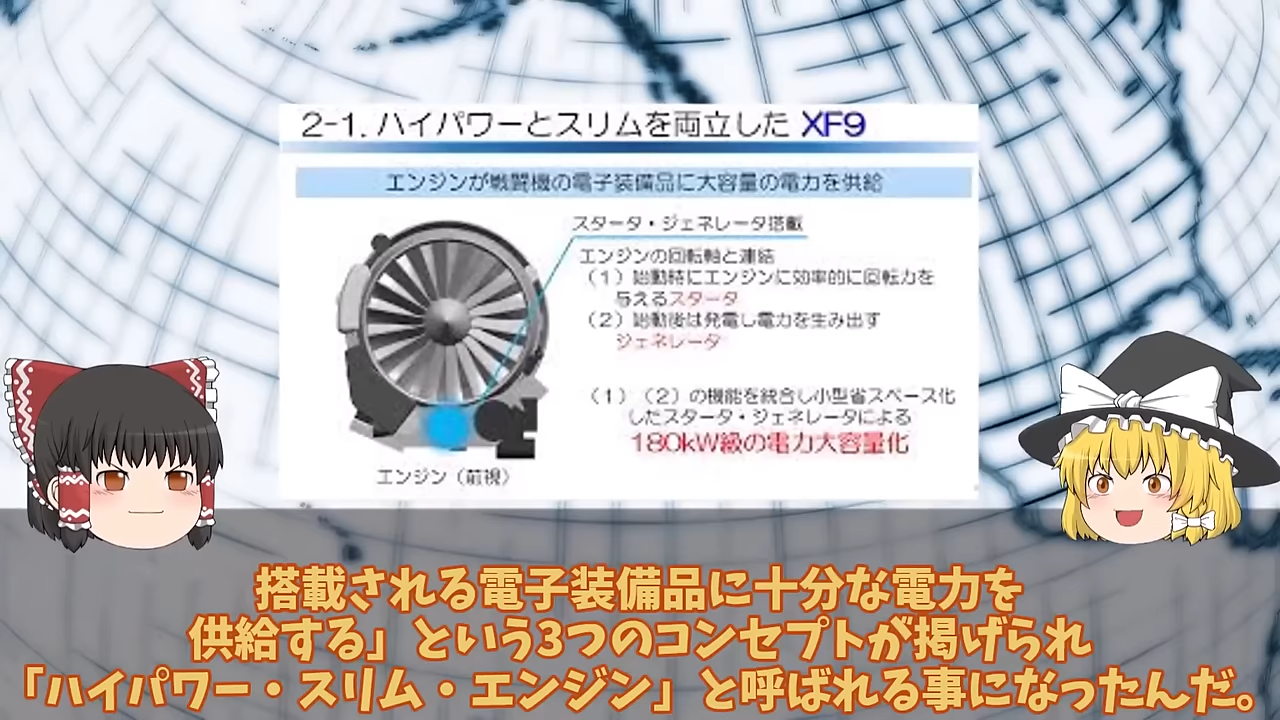 2-1. ハイパワーとスリムを両立した XF9
エンジンが戦闘機の電子装備品に大容量の電力を供給
スタータ・ジェネレータ搭載
エンジンの回転軸と連結
（1）始動時にエンジンに効率的に回転力を
与えるスタータ
（2）始動後は発電し電力を生み出す
ジェネレータ
（1）（2）の機能を統合し小型省スペース化
したスタータ・ジェネレータによる
180kW級の電力大容量化
エンジン（前視）
搭載される電子装備品に十分な電力を
供給する」という3つのコンセプトが掲げられ
「ハイパワー・スリム・エンジン」と呼ばれる事になったんだ。